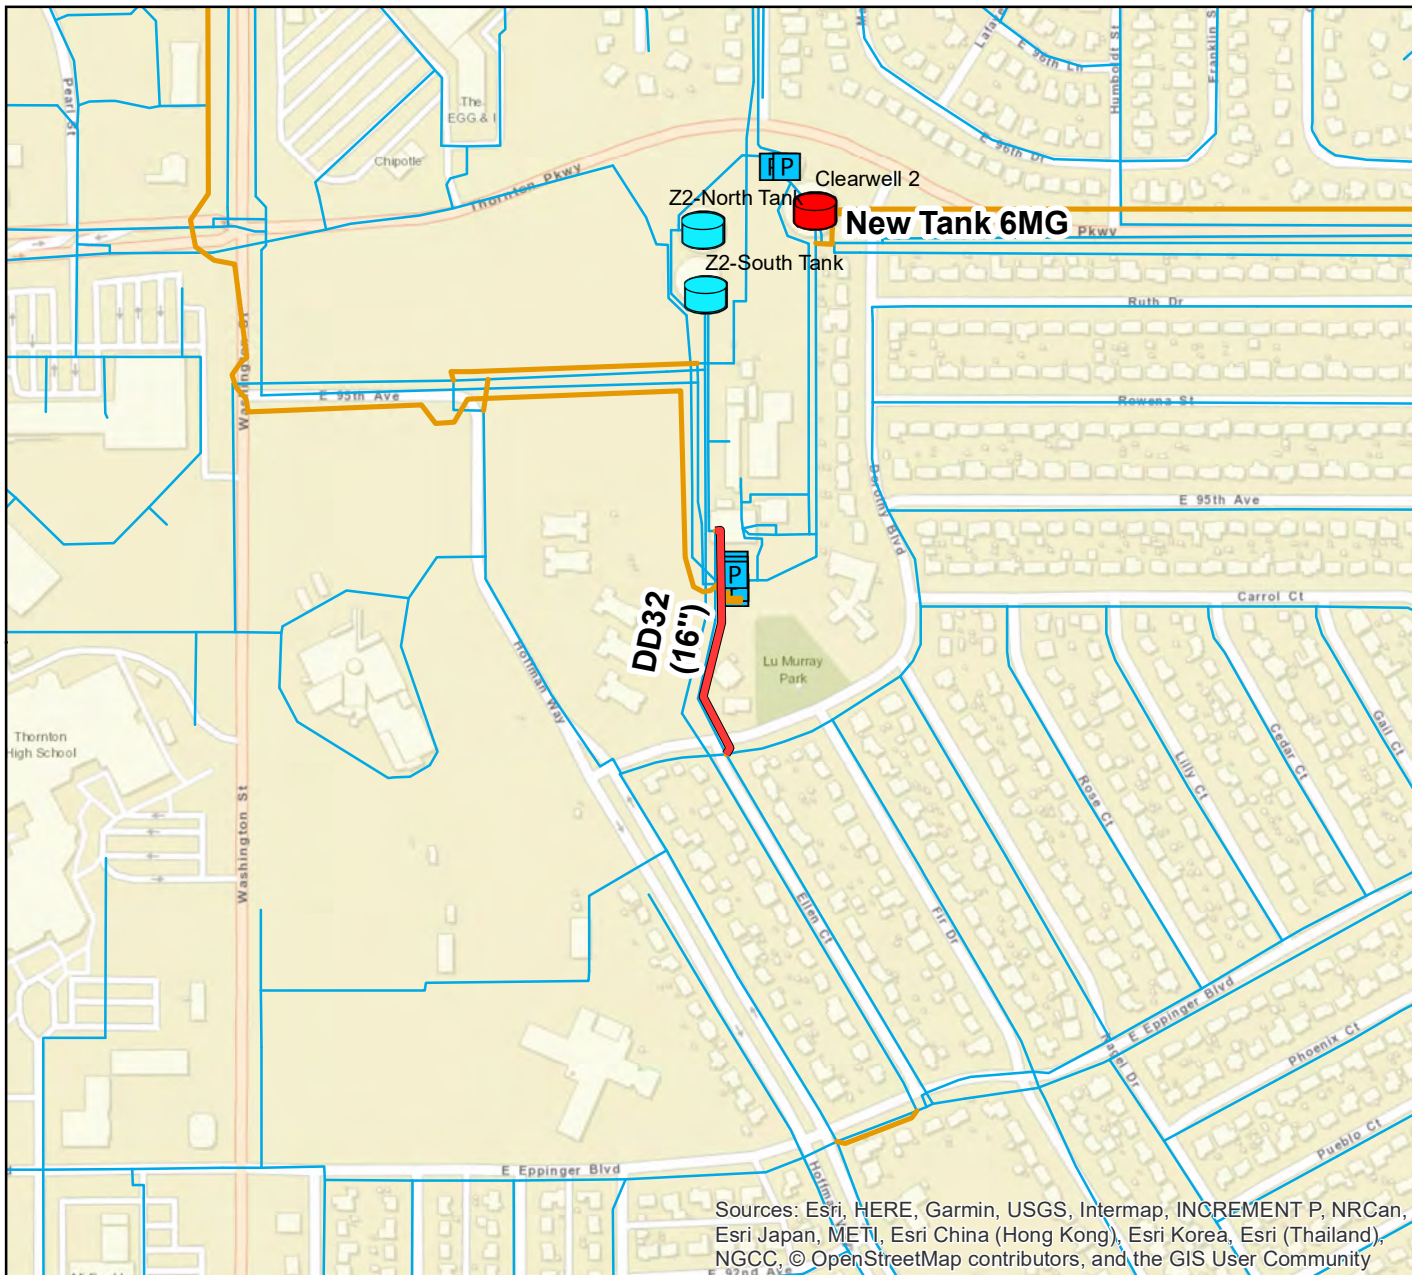 Pearl St
The
EGG & I
Chipotle
Thornton Pkwy
E 96th Ln
Humboldt St
E 96th Dr
P
Clearwell 2
Z2-North Tank
New Tank 6MG
Pkwy
Z2-South Tank
Ruth Dr
Washington St
E 95th Ave
Rowena St
Dorothy Blvd
E 95th Ave
P
Carrol Ct
DD32
(16")
Lu Murray
Park
Hoffman Way
Gail Ct
Cedar Ct
Lilly Ct
Rose Ct
Thornton
High School
Washington St
Ellen Ct
Fir Dr
E Eppinger Blvd
Phoenix Ct
Pueblo Ct
E Eppinger Blvd
Sources: Esri, HERE, Garmin, USGS, Intermap, INCREMENT P, NRCan,
Esri Japan, METI, Esri China (Hong Kong), Esri Korea, Esri (Thailand),
NGCC, © OpenStreetMap contributors, and the GIS User Community
E 92nd Ave